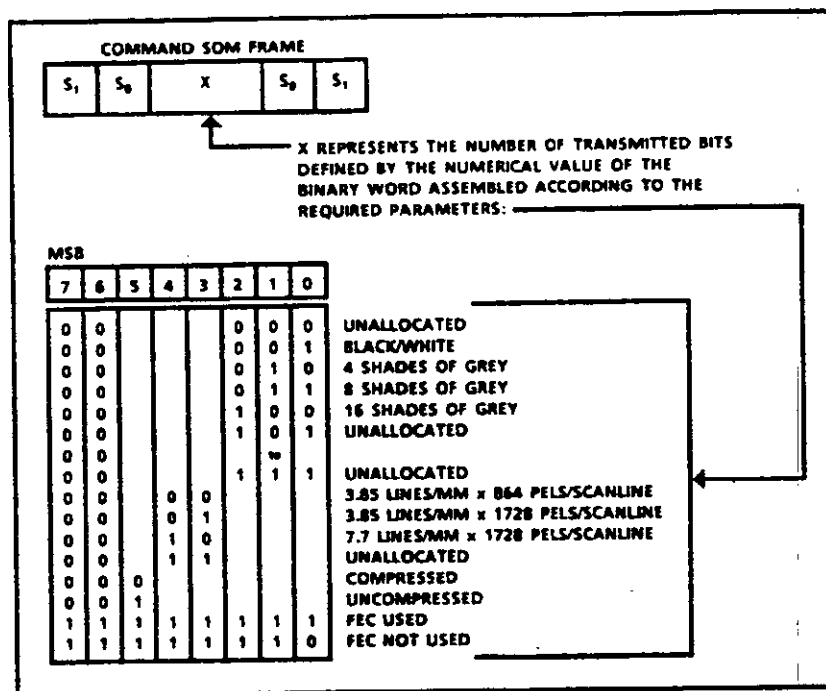 COMMAND SOM FRAME
S₁ S₀ X S₀ S₁
X REPRESENTS THE NUMBER OF TRANSMITTED BITS
DEFINED BY THE NUMERICAL VALUE OF THE
BINARY WORD ASSEMBLED ACCORDING TO THE
REQUIRED PARAMETERS:
MSB
7 6 5 4 3 2 1 0
0 0 0 0 0 UNALLOCATED
0 0 0 0 1 BLACK/WHITE
0 0 0 1 0 4 SHADES OF GREY
0 0 0 1 1 8 SHADES OF GREY
0 0 1 0 0 16 SHADES OF GREY
0 0 1 0 1 UNALLOCATED
0 0 to
0 0 1 1 1 UNALLOCATED
0 0 0 0 3.85 LINES/MM x 864 PELS/SCANLINE
0 0 0 1 3.85 LINES/MM x 1728 PELS/SCANLINE
0 0 1 0 7.7 LINES/MM x 1728 PELS/SCANLINE
0 0 1 1 UNALLOCATED
0 0 0 COMPRESSED
0 0 1 UNCOMPRESSED
1 1 1 1 1 1 1 1 FEC USED
1 1 1 1 1 1 1 0 FEC NOT USED